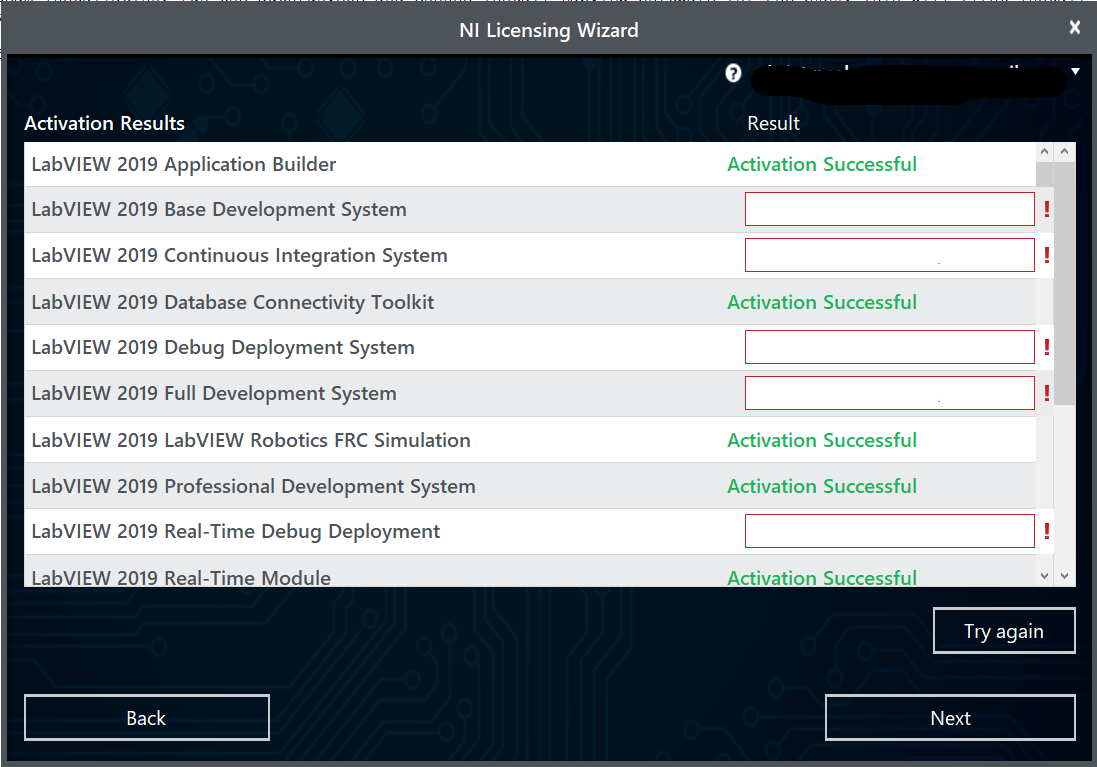 NI Licensing Wizard
Activation Results Result
LabVIEW 2019 Application Builder Activation Successful
LabVIEW 2019 Base Development System !
LabVIEW 2019 Continuous Integration System !
LabVIEW 2019 Database Connectivity Toolkit Activation Successful
LabVIEW 2019 Debug Deployment System !
LabVIEW 2019 Full Development System !
LabVIEW 2019 LabVIEW Robotics FRC Simulation Activation Successful
LabVIEW 2019 Professional Development System Activation Successful
LabVIEW 2019 Real-Time Debug Deployment !
LabVIEW 2019 Real-Time Module Activation Successful
Try again
Back Next